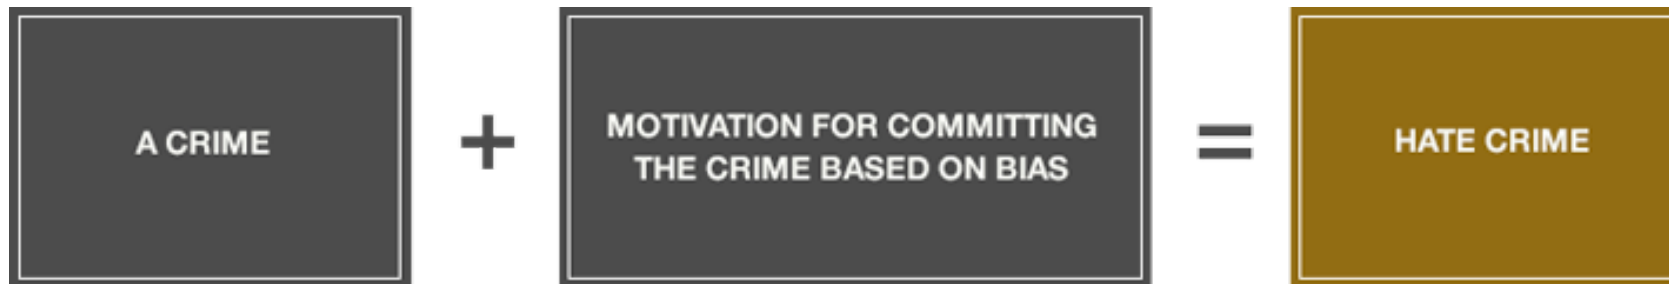 A CRIME
+
MOTIVATION FOR COMMITTING
THE CRIME BASED ON BIAS
=
HATE CRIME